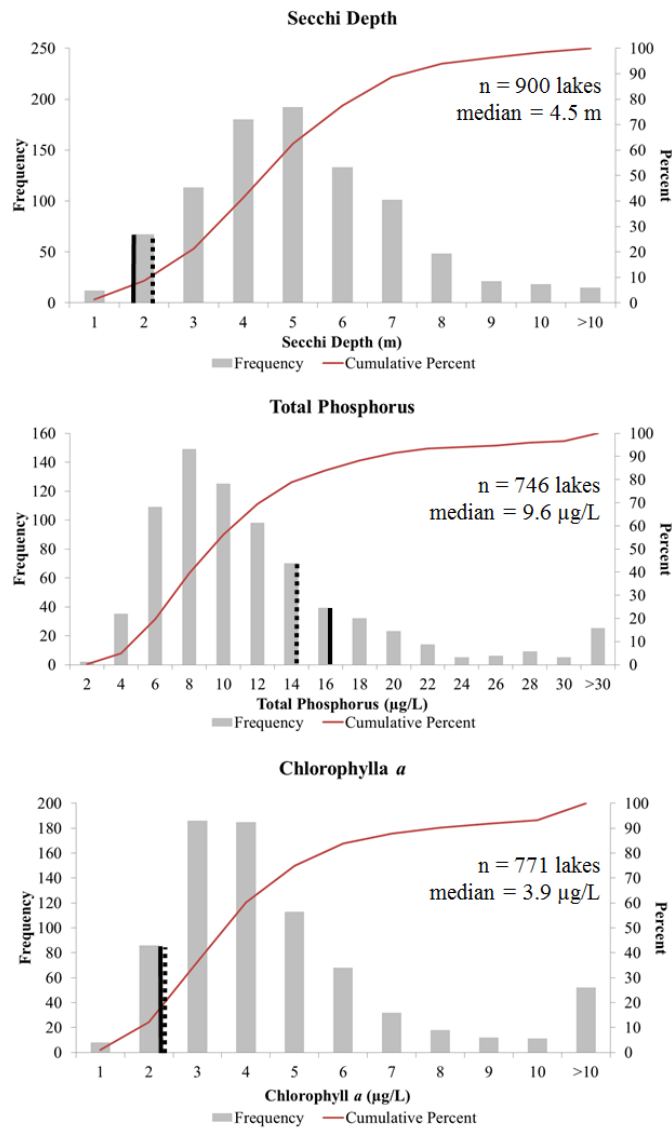 Secchi Depth
250
200
150
100
50
0
Frequency
100
90
80
70
60
50
40
30
20
10
0
Percent
n = 900 lakes
median = 4.5 m
1 2 3 4 5 6 7 8 9 10 >10
Secchi Depth (m)
Frequency Cumulative Percent
Total Phosphorus
160
140
120
100
80
60
40
20
0
Frequency
100
90
80
70
60
50
40
30
20
10
0
Percent
n = 746 lakes
median = 9.6 µg/L
2 4 6 8 10 12 14 16 18 20 22 24 26 28 30 >30
Total Phosphorus (µg/L)
Frequency Cumulative Percent
Chlorophylla a
200
180
160
140
120
100
80
60
40
20
0
Frequency
100
90
80
70
60
50
40
30
20
10
0
Percent
n = 771 lakes
median = 3.9 µg/L
1 2 3 4 5 6 7 8 9 10 >10
Chlorophyll a (µg/L)
Frequency Cumulative Percent